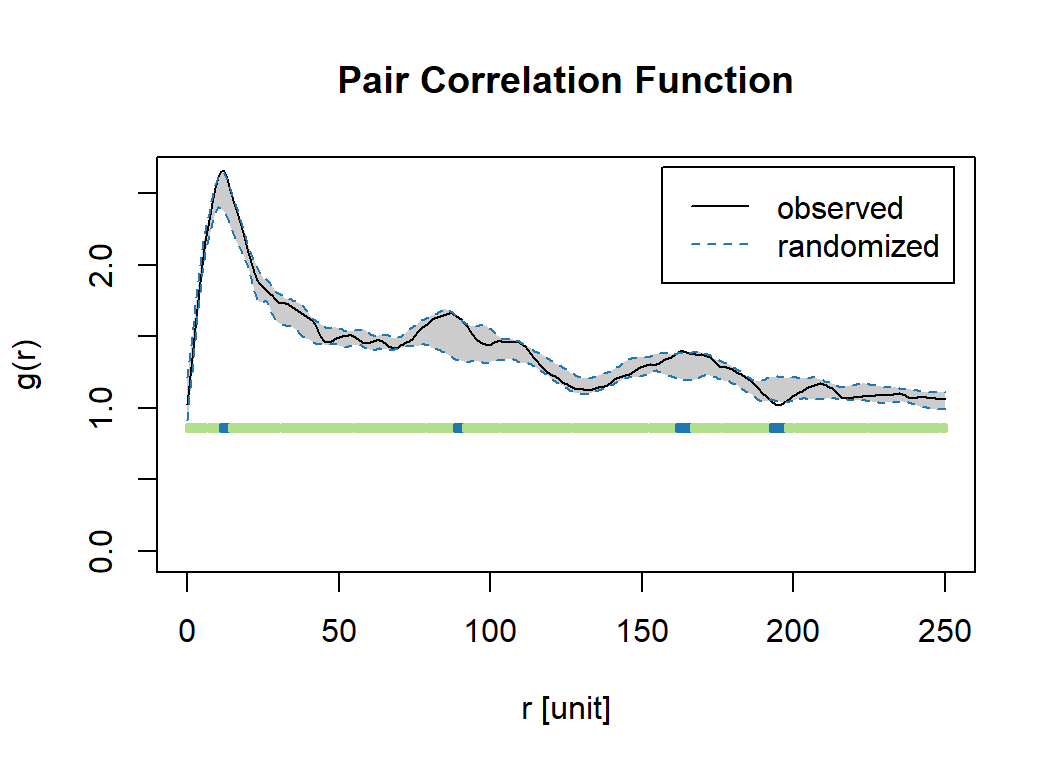 Pair Correlation Function
observed
randomized
g(r)
2.0
1.0
0.0
0 50 100 150 200 250
r [unit]